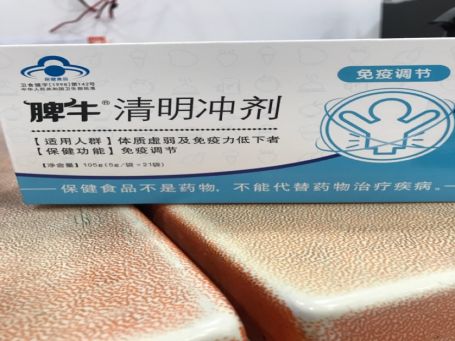 保健食品
卫食健字[1998]第142号
中华人民共和国卫生部批准
免疫调节
脾牛®清明冲剂
【适用人群】体质虚弱及免疫力低下者
【保健功能】免疫调节
【净含量】105g(5g/袋×21袋)
保健食品不是药物,不能代替药物治疗疾病。